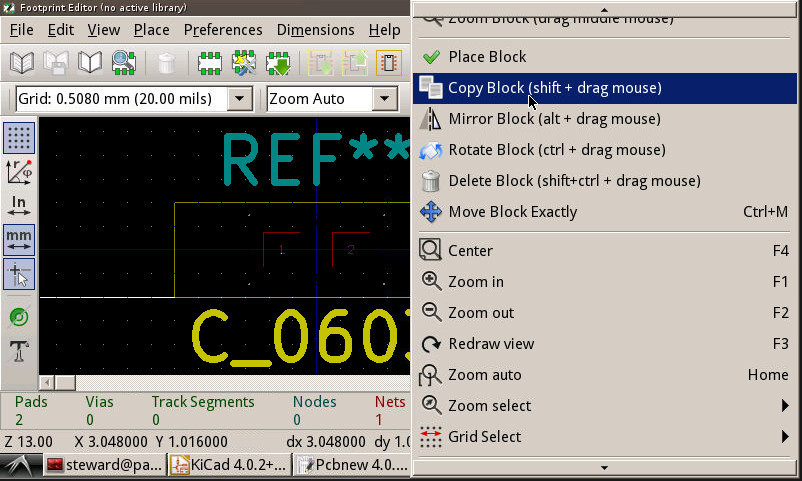 Footprint Editor (no active library)
File Edit View Place Preferences Dimensions Help
Grid: 0.5080 mm (20.00 mils) Zoom Auto
In
mm
REF**
1 2
C_060
Pads Vias Track Segments Nodes Nets
2 0 0 0 1
Z 13.00 X 3.048000 Y 1.016000 dx 3.048000 dy 1.0
steward@pa... KiCad 4.0.2+... Pcbnew 4.0....
Zoom Block (drag middle mouse)
Place Block
Copy Block (shift + drag mouse)
Mirror Block (alt + drag mouse)
Rotate Block (ctrl + drag mouse)
Delete Block (shift+ctrl + drag mouse)
Move Block Exactly Ctrl+M
Center F4
Zoom in F1
Zoom out F2
Redraw view F3
Zoom auto Home
Zoom select
Grid Select